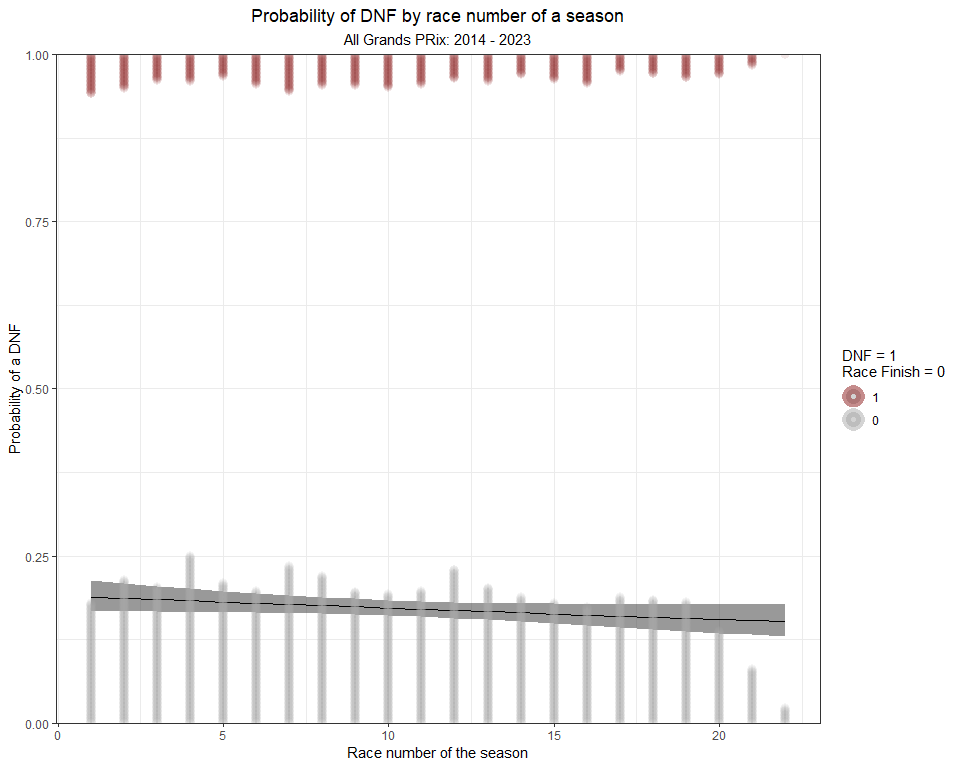 Probability of DNF by race number of a season
All Grands PRix: 2014 - 2023
1.00
0.75
0.50
0.25
0.00
Probability of a DNF
0
5
10
15
20
Race number of the season
DNF = 1
Race Finish = 0
1
0